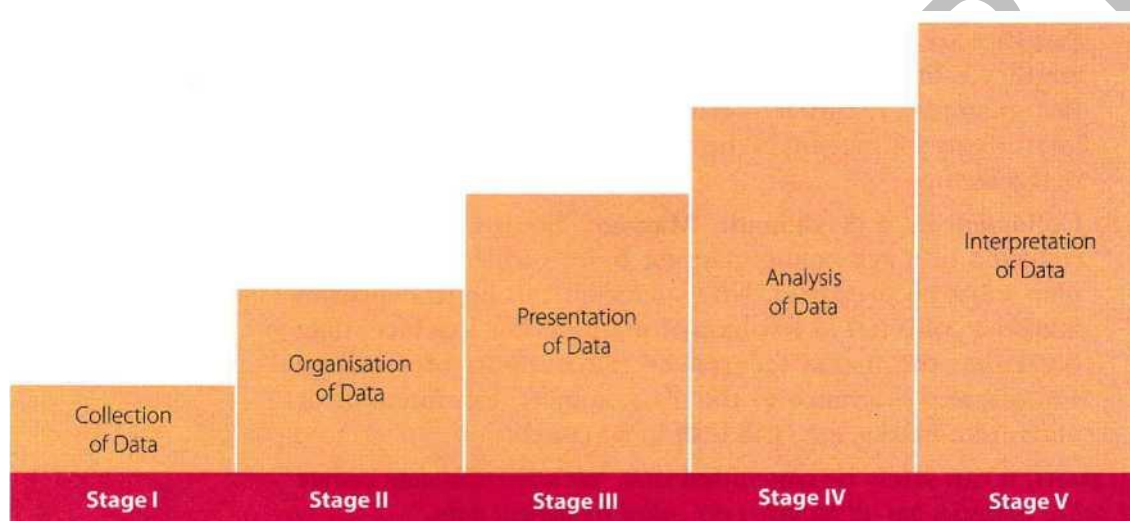 Collection
of Data
Organisation
of Data
Presentation
of Data
Analysis
of Data
Interpretation
of Data
Stage I
Stage II
Stage III
Stage IV
Stage V